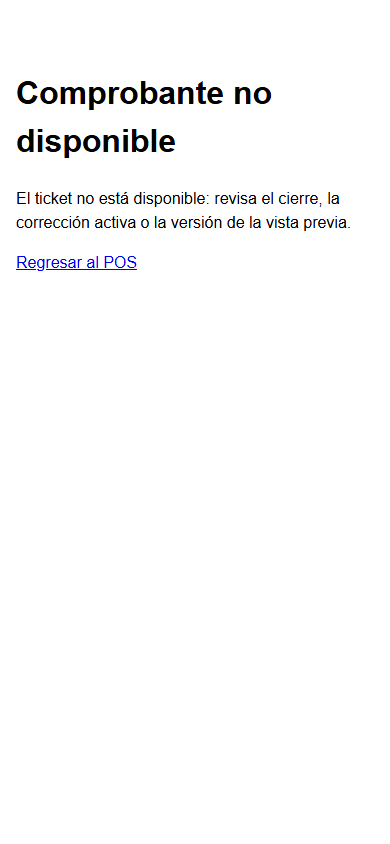 Comprobante no
disponible
El ticket no está disponible: revisa el cierre, la
corrección activa o la versión de la vista previa.
Regresar al POS